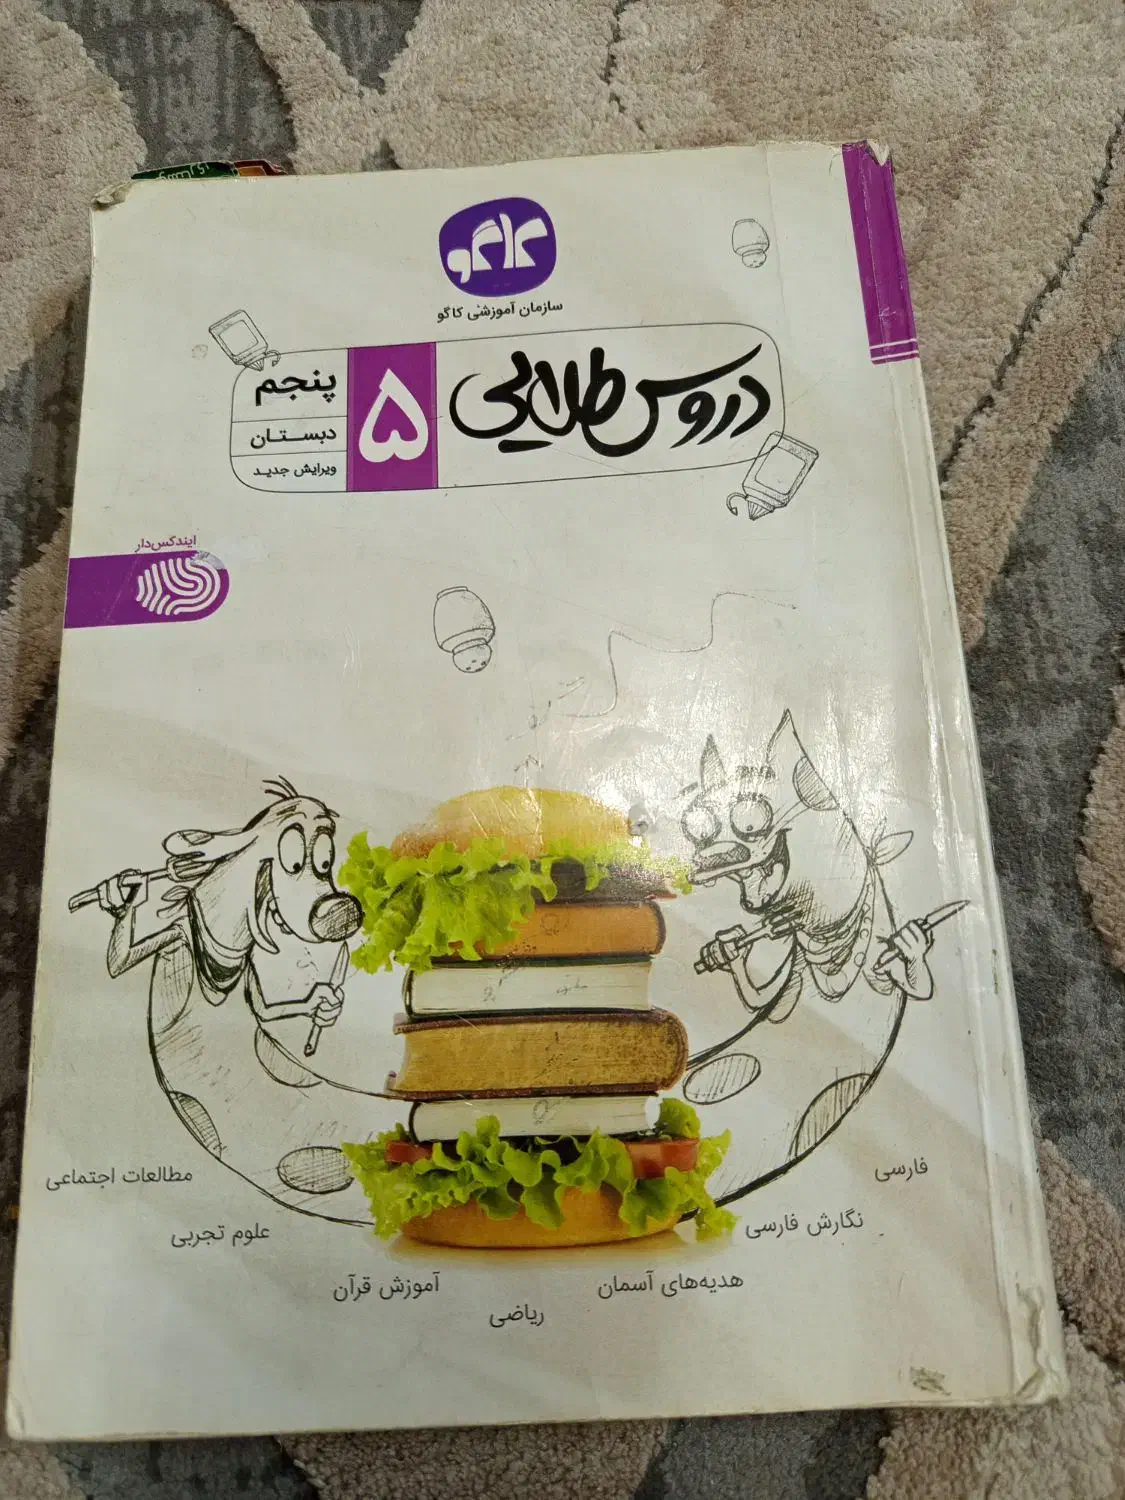 کاگو
سازمان آموزشی کاگو
دروس طلایی
۵
پنجم
دبستان
ویرایش جدید
ایندکس‌دار
فارسی
نگارش فارسی
هدیه‌های آسمان
ریاضی
آموزش قرآن
علوم تجربی
مطالعات اجتماعی